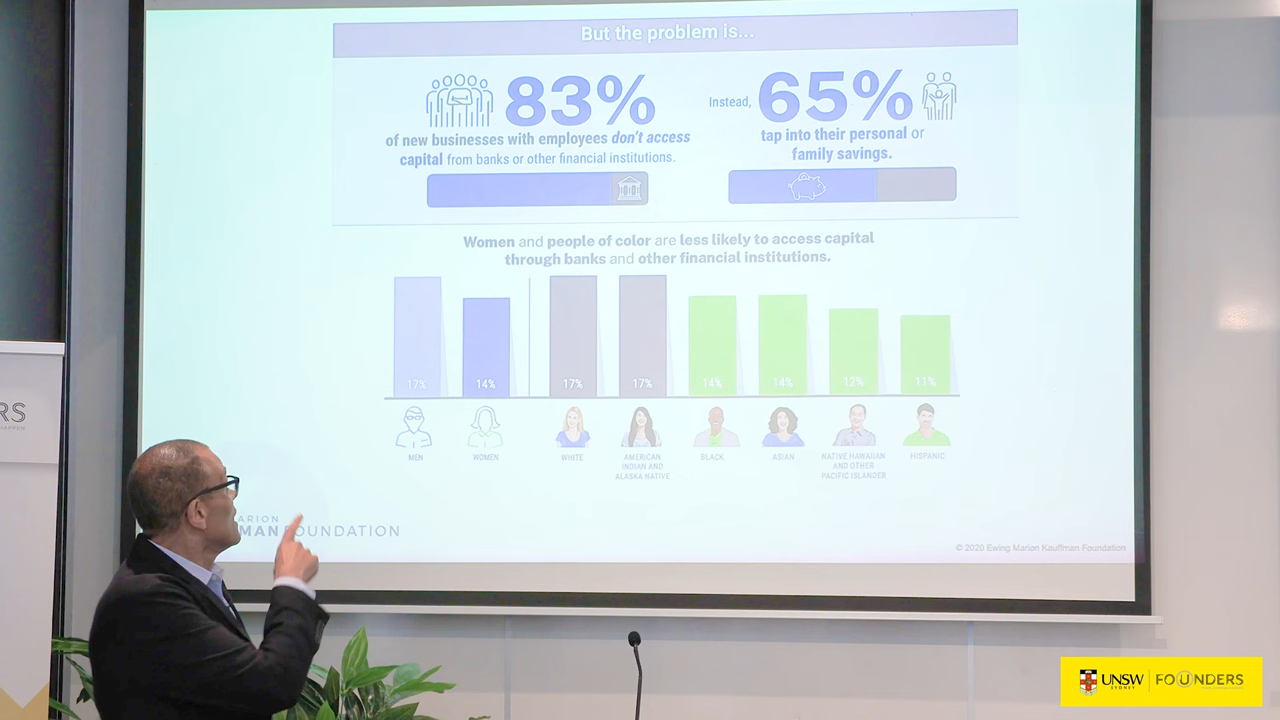 But the problem is...
83%
of new businesses with employees don't access
capital from banks or other financial institutions.
Instead, 65%
tap into their personal or
family savings.
Women and people of color are less likely to access capital
through banks and other financial institutions.
17%
14%
17%
17%
14%
14%
12%
11%
MEN
WOMEN
WHITE
AMERICAN
INDIAN AND
ALASKA NATIVE
BLACK
ASIAN
NATIVE HAWAIIAN
AND OTHER
PACIFIC ISLANDER
HISPANIC
RS
HAPPEN
ARION
MAN FOUNDATION
© 2020 Ewing Marion Kauffman Foundation
UNSW
SYDNEY
FOUNDERS